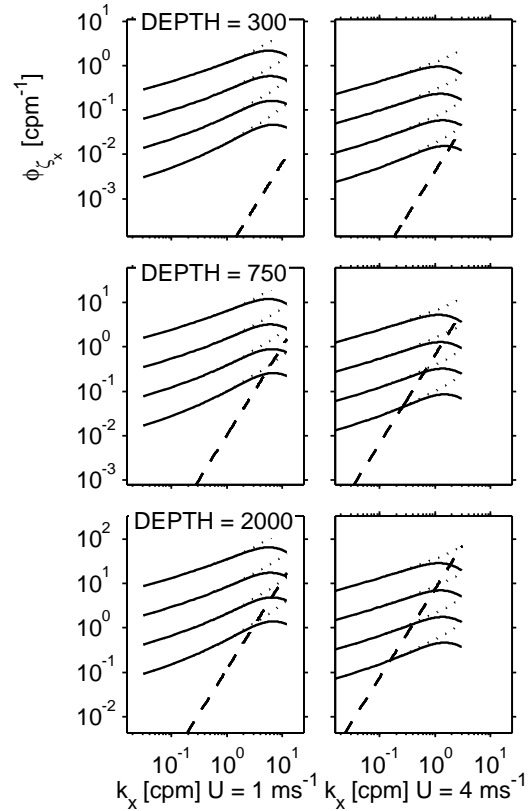 DEPTH = 300
10^1
10^0
10^-1
10^-2
10^-3
ϕ_ζ_x [cpm^-1]
DEPTH = 750
10^1
10^0
10^-1
10^-2
10^-3
DEPTH = 2000
10^2
10^1
10^0
10^-1
10^-2
10^-1 10^0 10^1 10^-1 10^0 10^1
k_x [cpm] U = 1 ms^-1 k_x [cpm] U = 4 ms^-1